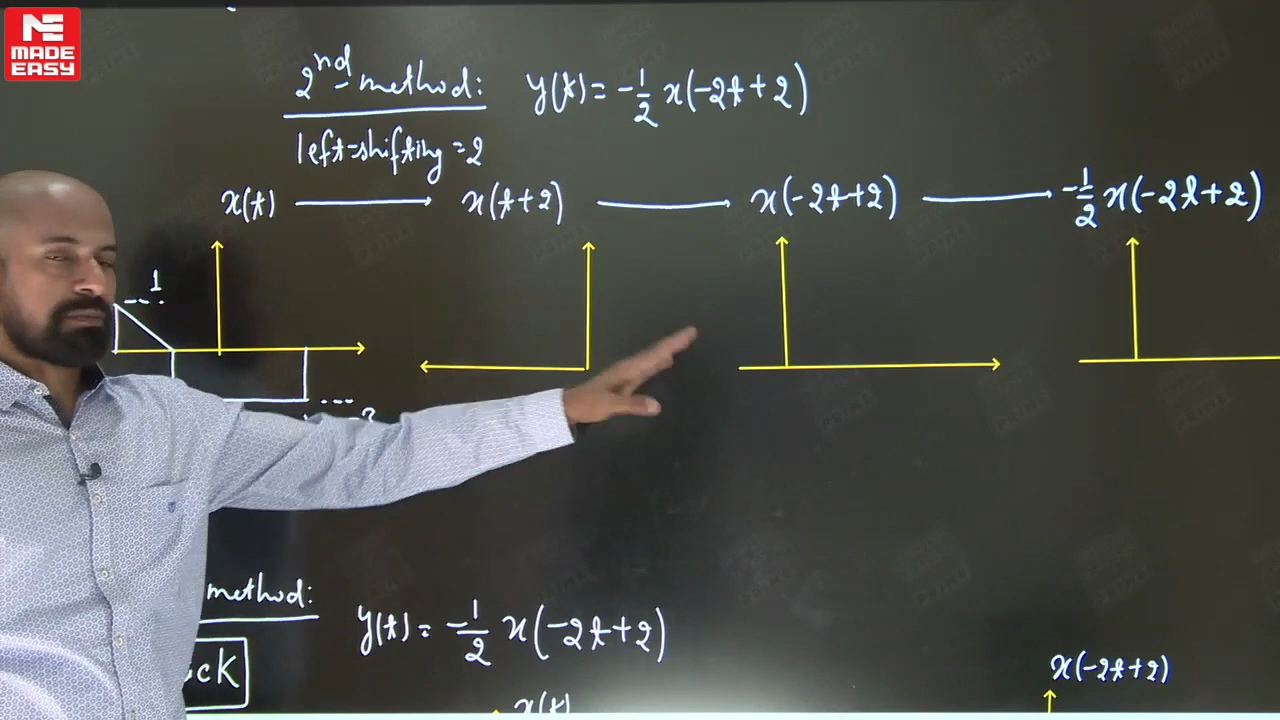 MADE
EASY
2nd method: y(t) = -1/2 x(-2t+2)
left-shifting = 2
x(t) → x(t+2) → x(-2t+2) → -1/2 x(-2t+2)
1
method: y(t) = -1/2 x(-2t+2)
x(-2t+2)
x(t)